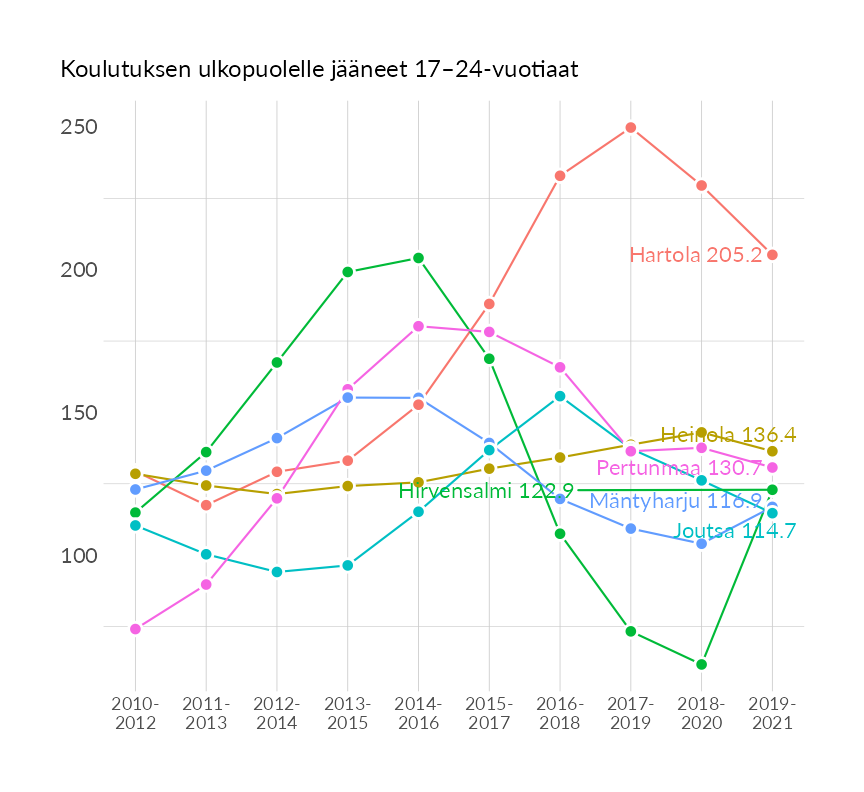 Koulutuksen ulkopuolelle jääneet 17–24-vuotiaat
250
200
150
100
Hartola 205.2
Heinola 136.4
Pertunmaa 130.7
Hirvensalmi 122.9
Mäntyharju 116.9
Joutsa 114.7
2010- 2011- 2012- 2013- 2014- 2015- 2016- 2017- 2018- 2019-
2012 2013 2014 2015 2016 2017 2018 2019 2020 2021